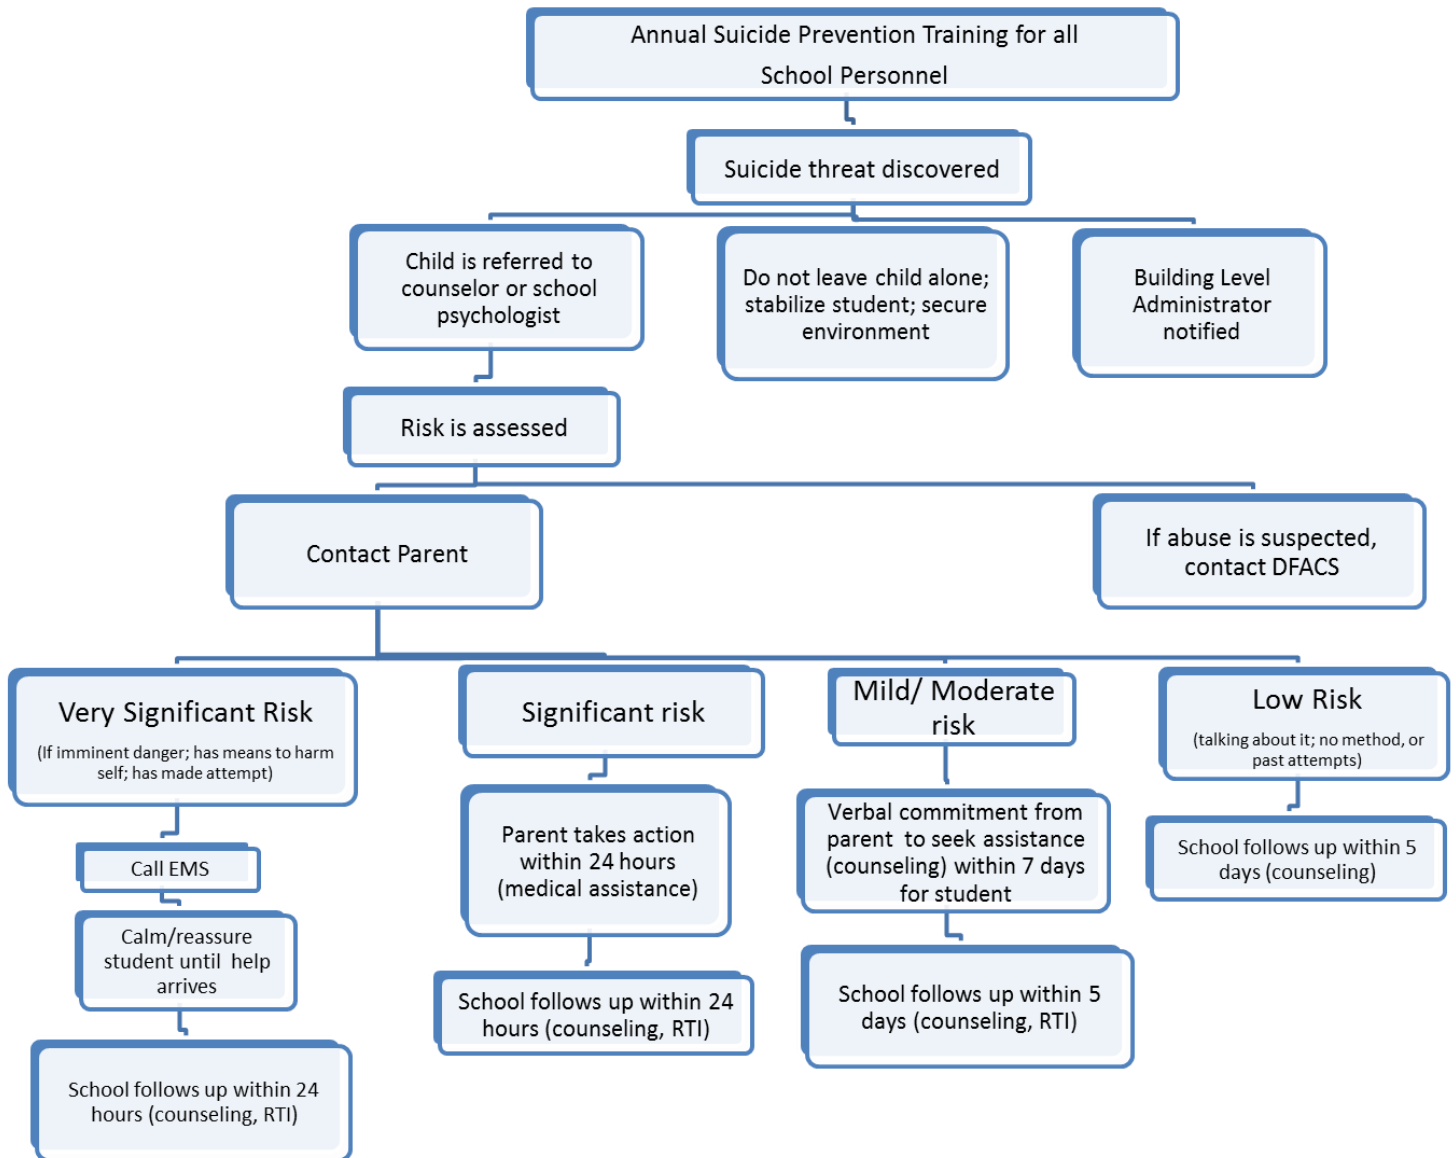 Annual Suicide Prevention Training for all
School Personnel
Suicide threat discovered
Child is referred to
counselor or school
psychologist
Do not leave child alone;
stabilize student; secure
environment
Building Level
Administrator
notified
Risk is assessed
Contact Parent
If abuse is suspected,
contact DFACS
Very Significant Risk
(If imminent danger; has means to harm
self; has made attempt)
Call EMS
Calm/reassure
student until help
arrives
School follows up within 24
hours (counseling, RTI)
Significant risk
Parent takes action
within 24 hours
(medical assistance)
School follows up within 24
hours (counseling, RTI)
Mild/ Moderate
risk
Verbal commitment from
parent to seek assistance
(counseling) within 7 days
for student
School follows up within 5
days (counseling, RTI)
Low Risk
(talking about it; no method, or
past attempts)
School follows up within 5
days (counseling)